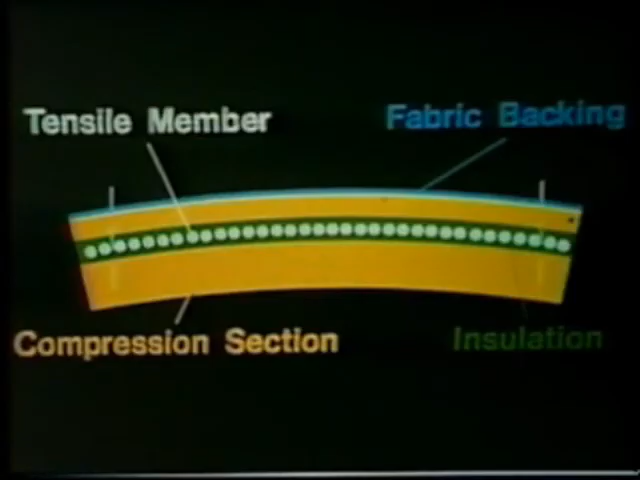 Tensile Member
Fabric Backing
Compression Section
Insulation